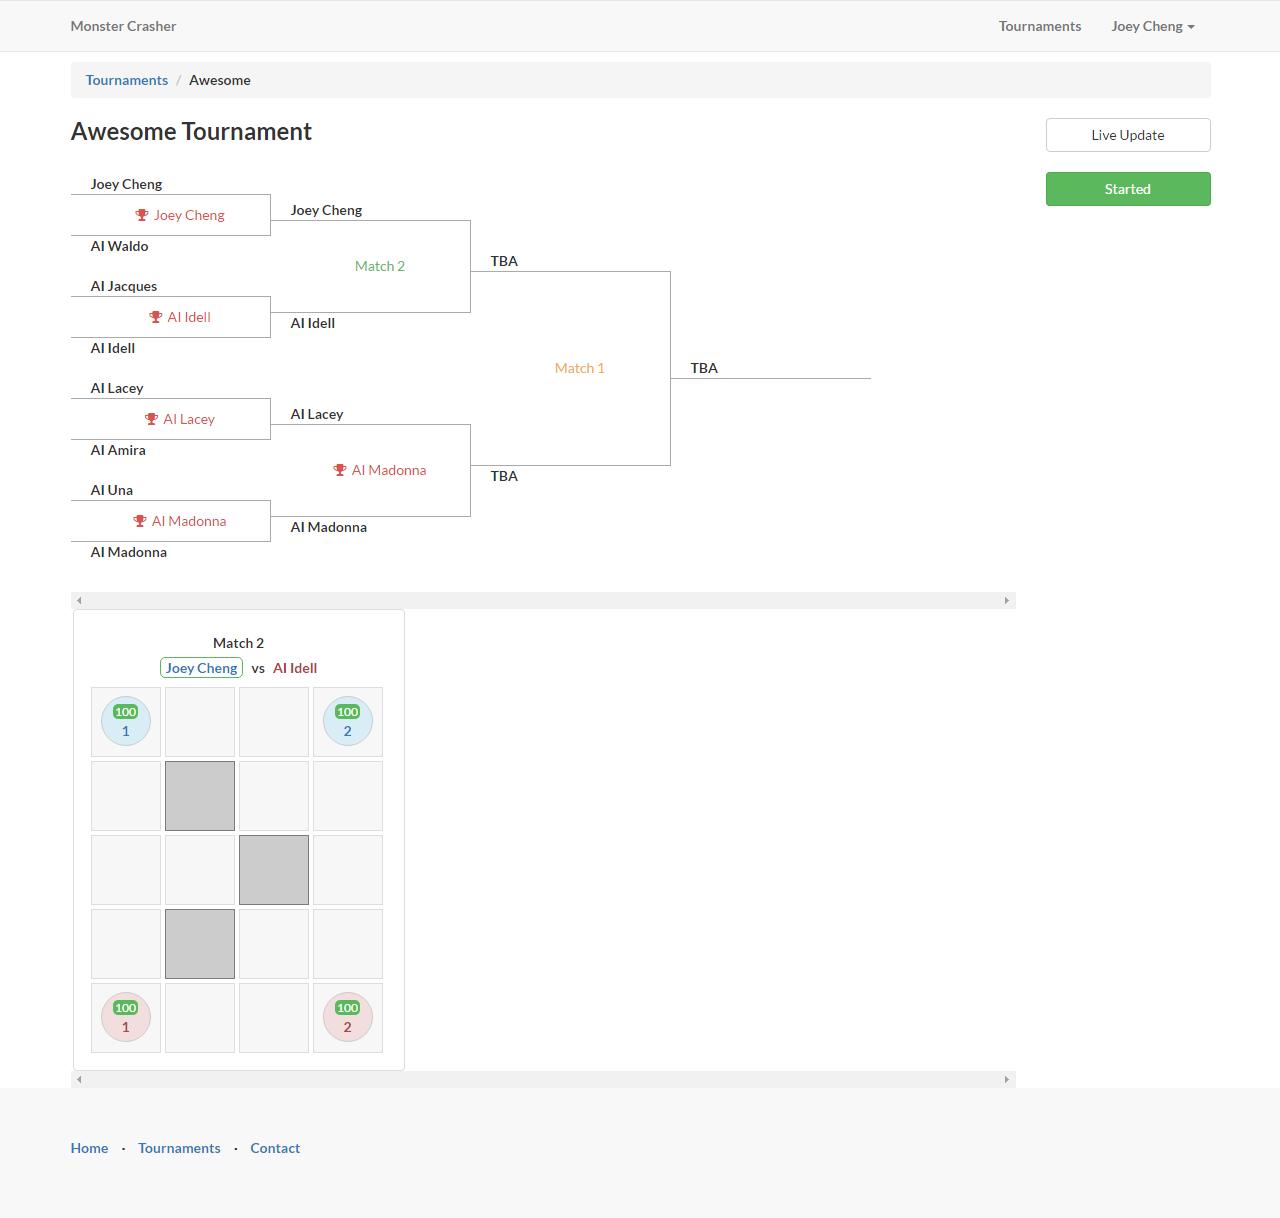 Monster Crasher Tournaments Joey Cheng
Tournaments / Awesome
Awesome Tournament
Live Update
Started
Joey Cheng
Joey Cheng
AI Waldo
AI Jacques
AI Idell
AI Idell
AI Lacey
AI Lacey
AI Amira
AI Una
AI Madonna
AI Madonna
Joey Cheng
Match 2
AI Idell
AI Lacey
AI Madonna
AI Madonna
TBA
Match 1
TBA
TBA
Match 2
Joey Cheng vs AI Idell
100 100
1 2
100 100
1 2
Home · Tournaments · Contact